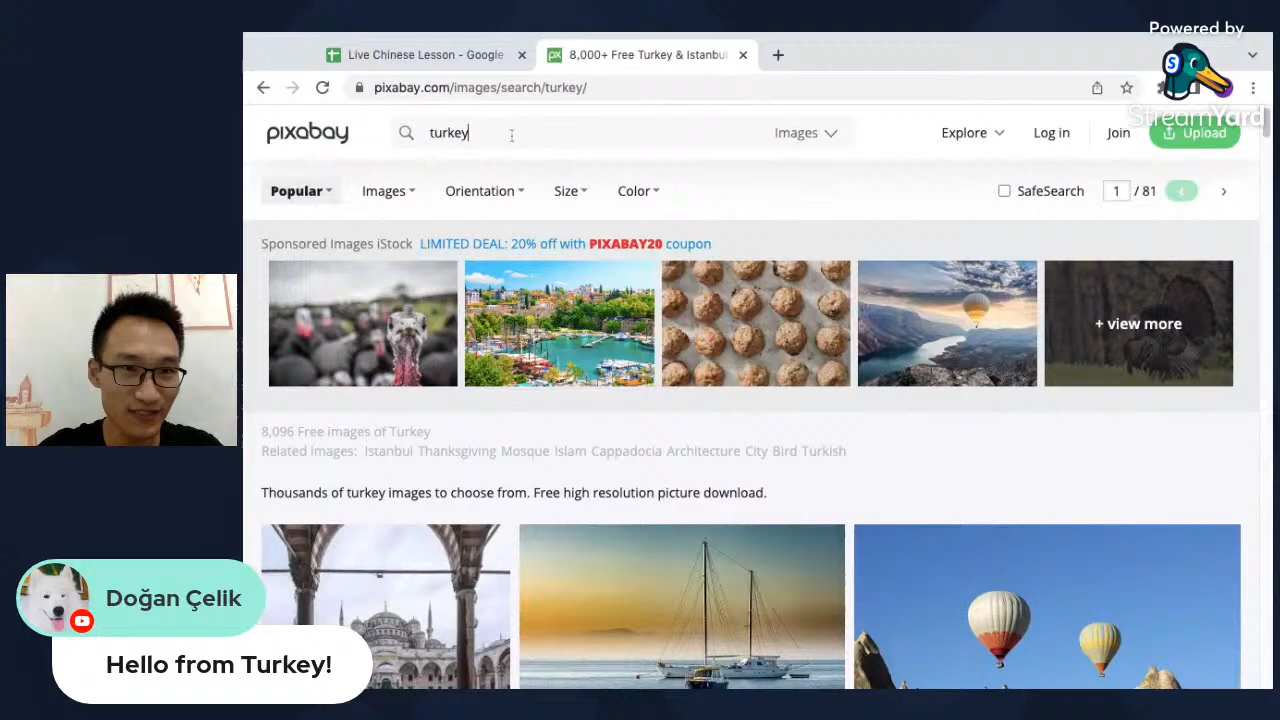 Powered by
StreamYard
Live Chinese Lesson - Google
8,000+ Free Turkey & Istanbu
pixabay.com/images/search/turkey/
pixabay
turkey
Images
Explore
Log in
Join
Upload
Popular
Images
Orientation
Size
Color
SafeSearch
1 / 81
Sponsored Images iStock LIMITED DEAL: 20% off with PIXABAY20 coupon
+ view more
8,096 Free images of Turkey
Related Images: Istanbul Thanksgiving Mosque Islam Cappadocia Architecture City Bird Turkish
Thousands of turkey images to choose from. Free high resolution picture download.
Doğan Çelik
Hello from Turkey!